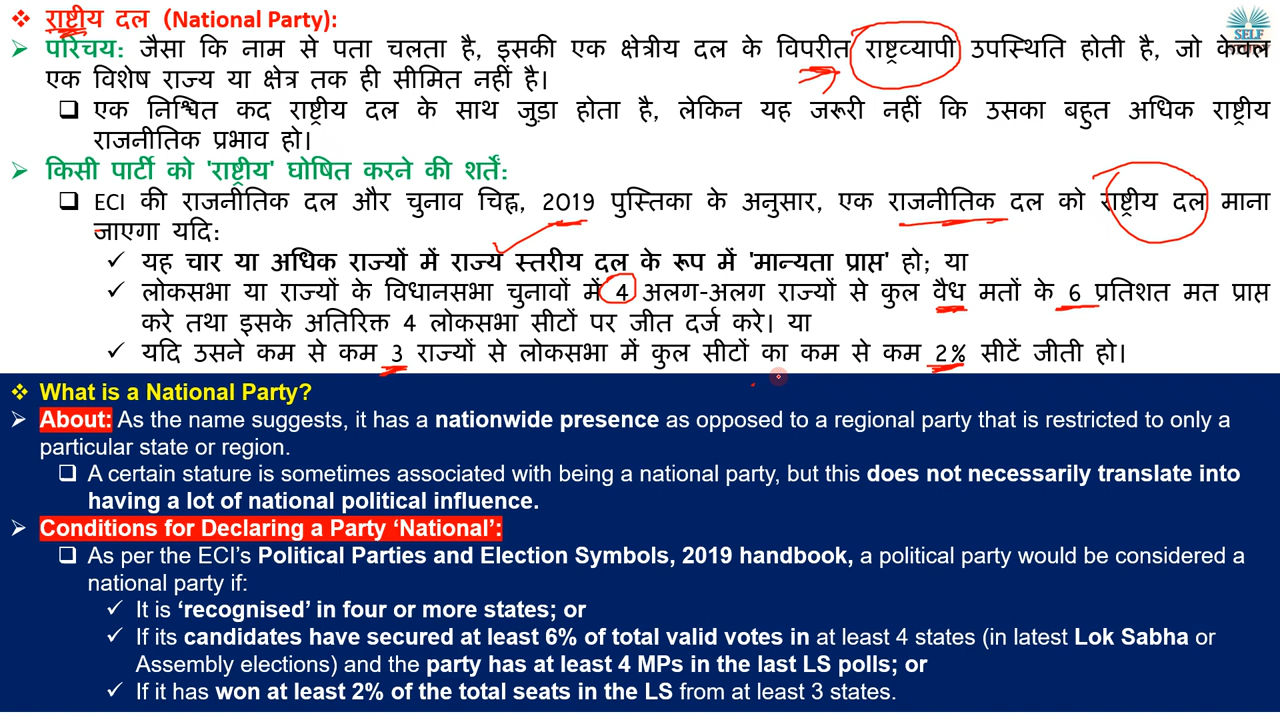 ❖ राष्ट्रीय दल (National Party):
SELF
➢ परिचय: जैसा कि नाम से पता चलता है, इसकी एक क्षेत्रीय दल के विपरीत राष्ट्रव्यापी उपस्थिति होती है, जो केवल
एक विशेष राज्य या क्षेत्र तक ही सीमित नहीं है।
❑ एक निश्चित कद राष्ट्रीय दल के साथ जुड़ा होता है, लेकिन यह जरूरी नहीं कि उसका बहुत अधिक राष्ट्रीय
राजनीतिक प्रभाव हो।
➢ किसी पार्टी को 'राष्ट्रीय' घोषित करने की शर्तें:
❑ ECI की राजनीतिक दल और चुनाव चिह्न, 2019 पुस्तिका के अनुसार, एक राजनीतिक दल को राष्ट्रीय दल माना
जाएगा यदि:
✓ यह चार या अधिक राज्यों में राज्य स्तरीय दल के रूप में 'मान्यता प्राप्त' हो; या
✓ लोकसभा या राज्यों के विधानसभा चुनावों में 4 अलग-अलग राज्यों से कुल वैध मतों के 6 प्रतिशत मत प्राप्त
करे तथा इसके अतिरिक्त 4 लोकसभा सीटों पर जीत दर्ज करे। या
✓ यदि उसने कम से कम 3 राज्यों से लोकसभा में कुल सीटों का कम से कम 2% सीटें जीती हो।
❖ What is a National Party?
➢ About: As the name suggests, it has a nationwide presence as opposed to a regional party that is restricted to only a
particular state or region.
❑ A certain stature is sometimes associated with being a national party, but this does not necessarily translate into
having a lot of national political influence.
➢ Conditions for Declaring a Party ‘National’:
❑ As per the ECI’s Political Parties and Election Symbols, 2019 handbook, a political party would be considered a
national party if:
✓ It is ‘recognised’ in four or more states; or
✓ If its candidates have secured at least 6% of total valid votes in at least 4 states (in latest Lok Sabha or
Assembly elections) and the party has at least 4 MPs in the last LS polls; or
✓ If it has won at least 2% of the total seats in the LS from at least 3 states.